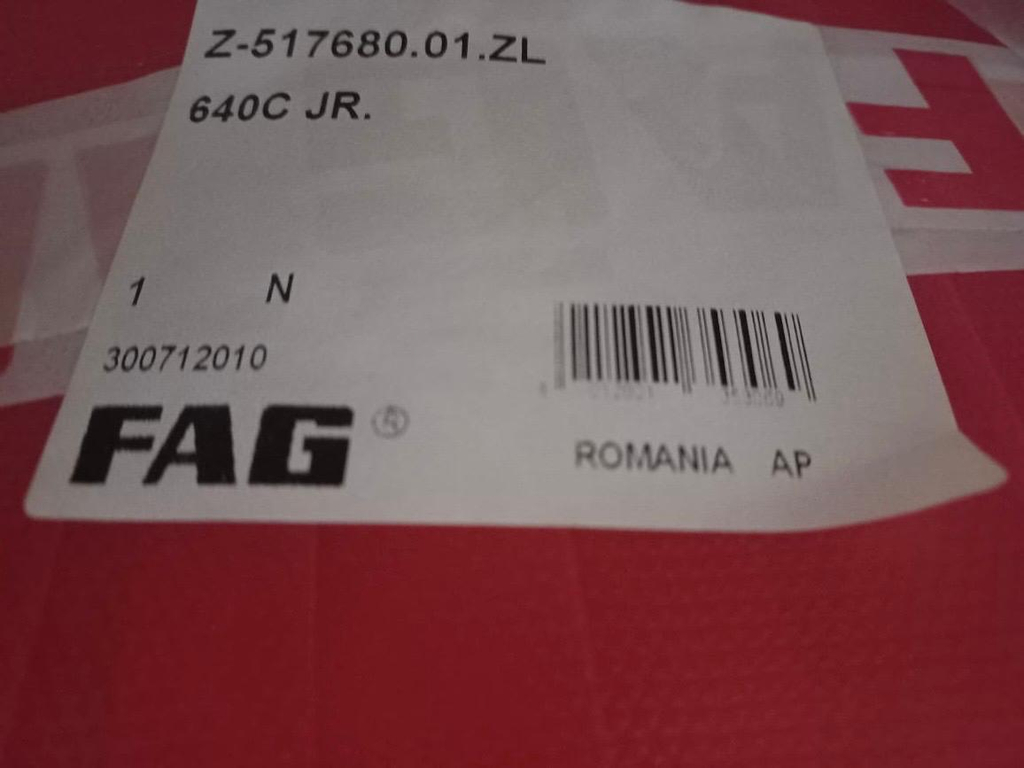 Z-517680.01.ZL
640C JR.
1 N
300712010
FAG ®
ROMANIA AP